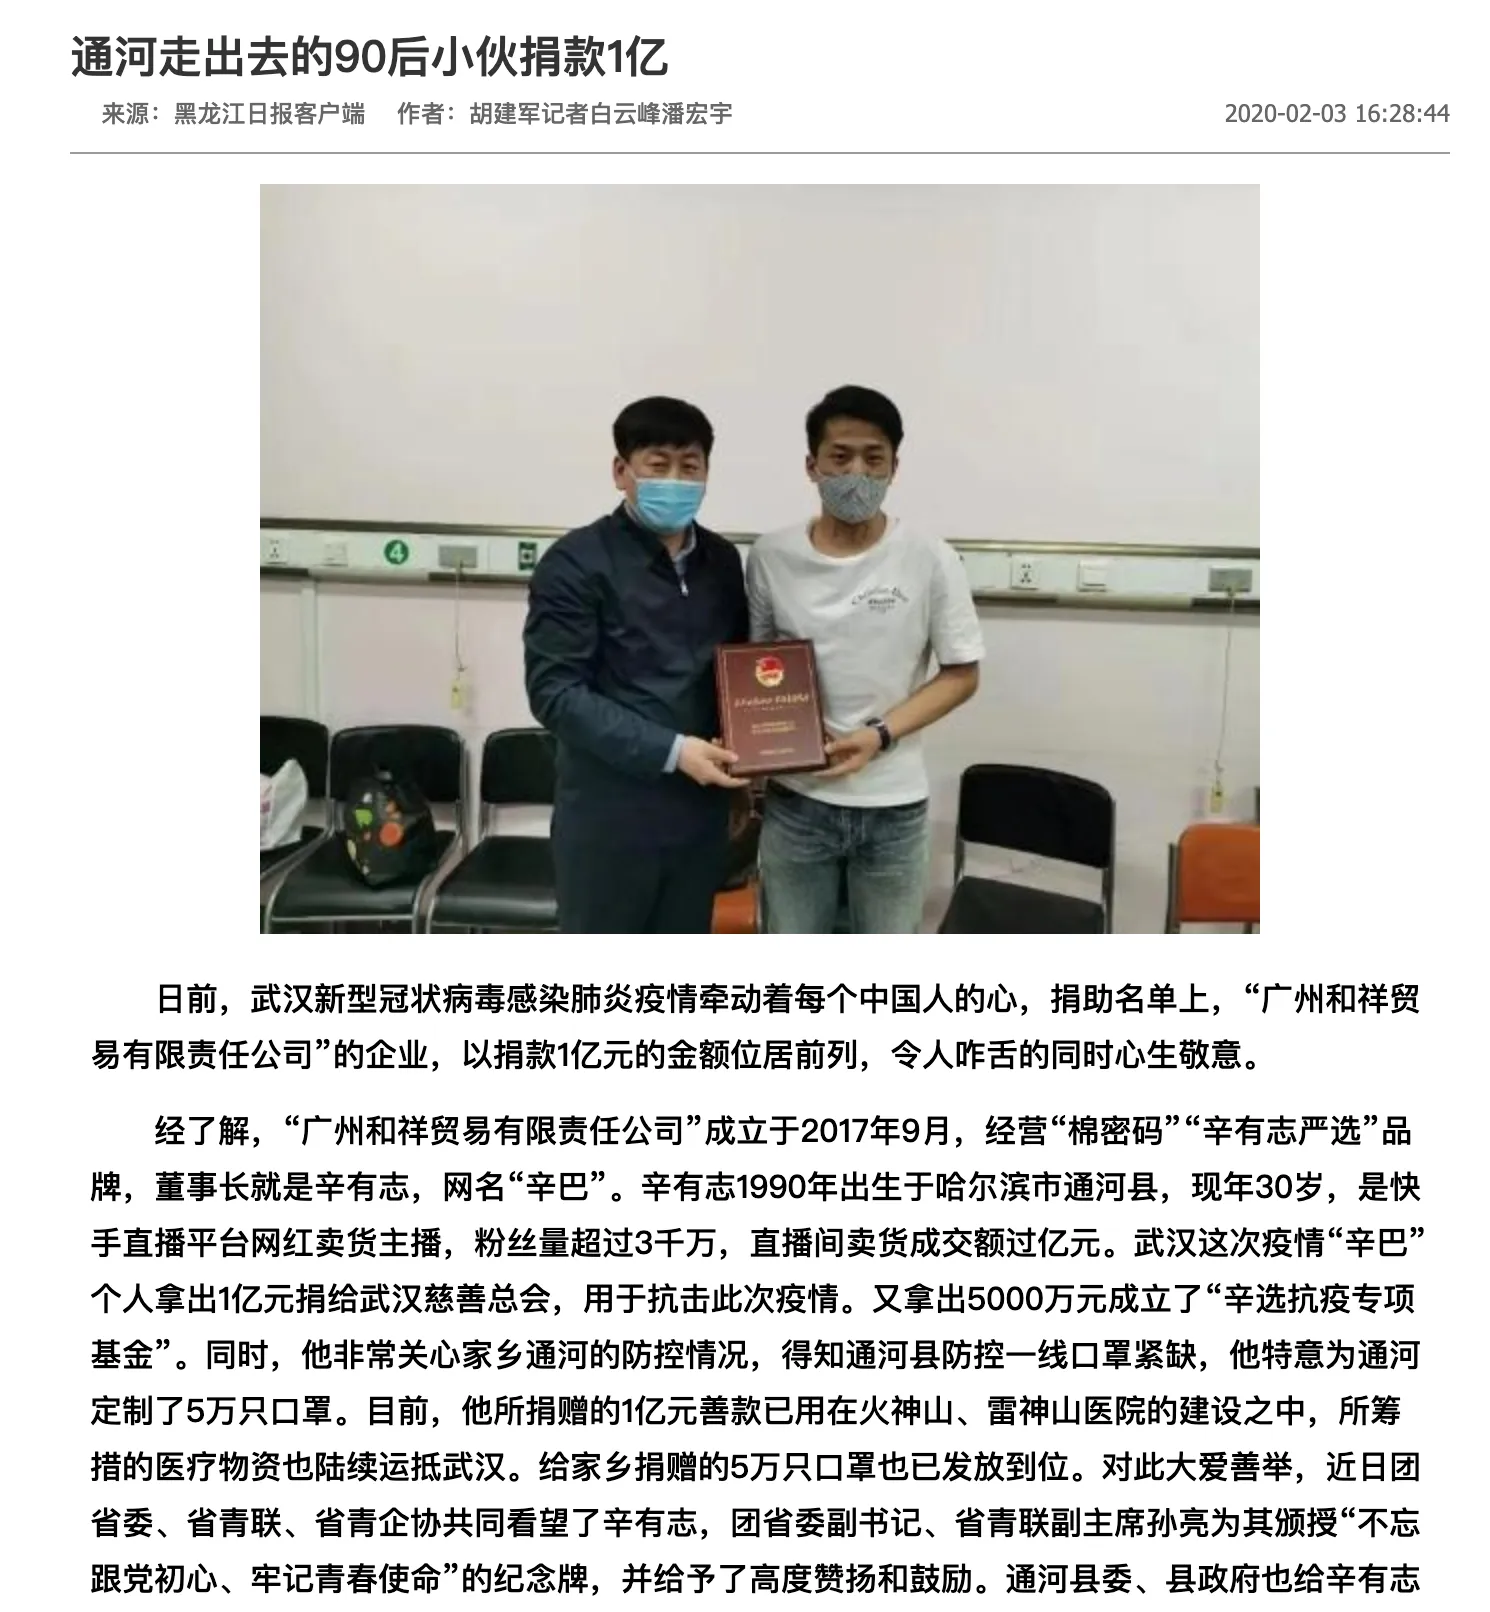 通河走出去的90后小伙捐款1亿
来源：黑龙江日报客户端 作者：胡建军记者白云峰潘宏宇 2020-02-03 16:28:44
4
日前，武汉新型冠状病毒感染肺炎疫情牵动着每个中国人的心，捐助名单上，“广州和祥贸
易有限责任公司”的企业，以捐款1亿元的金额位居前列，令人咋舌的同时心生敬意。
经了解，“广州和祥贸易有限责任公司”成立于2017年9月，经营“棉密码”“辛有志严选”品
牌，董事长就是辛有志，网名“辛巴”。辛有志1990年出生于哈尔滨市通河县，现年30岁，是快
手直播平台网红卖货主播，粉丝量超过3千万，直播间卖货成交额过亿元。武汉这次疫情“辛巴”
个人拿出1亿元捐给武汉慈善总会，用于抗击此次疫情。又拿出5000万元成立了“辛选抗疫专项
基金”。同时，他非常关心家乡通河的防控情况，得知通河县防控一线口罩紧缺，他特意为通河
定制了5万只口罩。目前，他所捐赠的1亿元善款已用在火神山、雷神山医院的建设之中，所筹
措的医疗物资也陆续运抵武汉。给家乡捐赠的5万只口罩也已发放到位。对此大爱善举，近日团
省委、省青联、省青企协共同看望了辛有志，团省委副书记、省青联副主席孙亮为其颁授“不忘
跟党初心、牢记青春使命”的纪念牌，并给予了高度赞扬和鼓励。通河县委、县政府也给辛有志